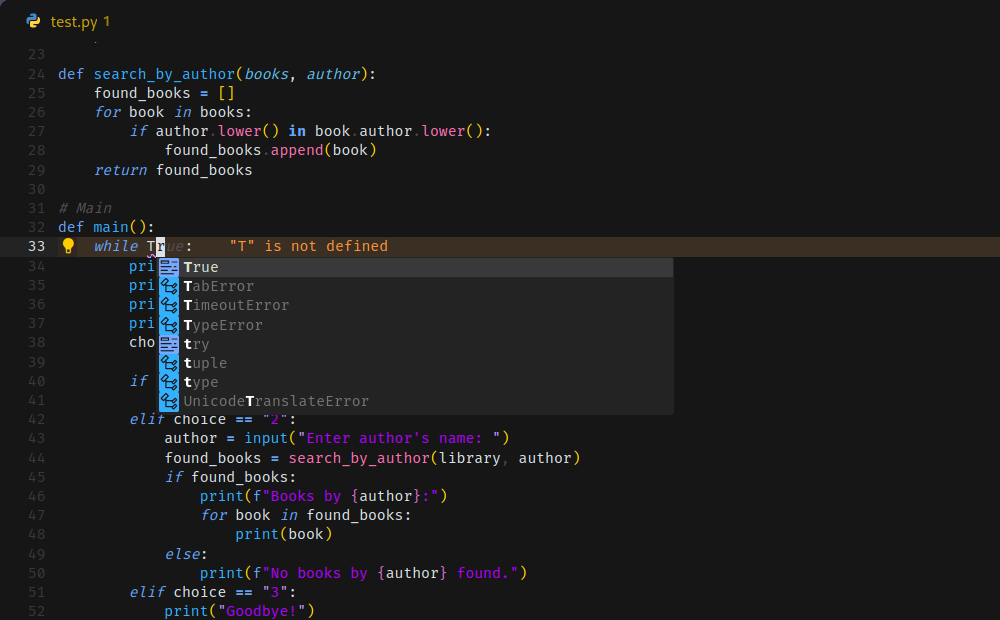 test.py 1
23
24 def search_by_author(books, author):
25 found_books = []
26 for book in books:
27 if author.lower() in book.author.lower():
28 found_books.append(book)
29 return found_books
30
31 # Main
32 def main():
33 while True: "T" is not defined
34 pri True
35 pri TabError
36 pri TimeoutError
37 pri TypeError
38 cho try
39 tuple
40 if type
41 UnicodeTranslateError
42 elif choice == "2":
43 author = input("Enter author's name: ")
44 found_books = search_by_author(library, author)
45 if found_books:
46 print(f"Books by {author}:")
47 for book in found_books:
48 print(book)
49 else:
50 print(f"No books by {author} found.")
51 elif choice == "3":
52 print("Goodbye!")